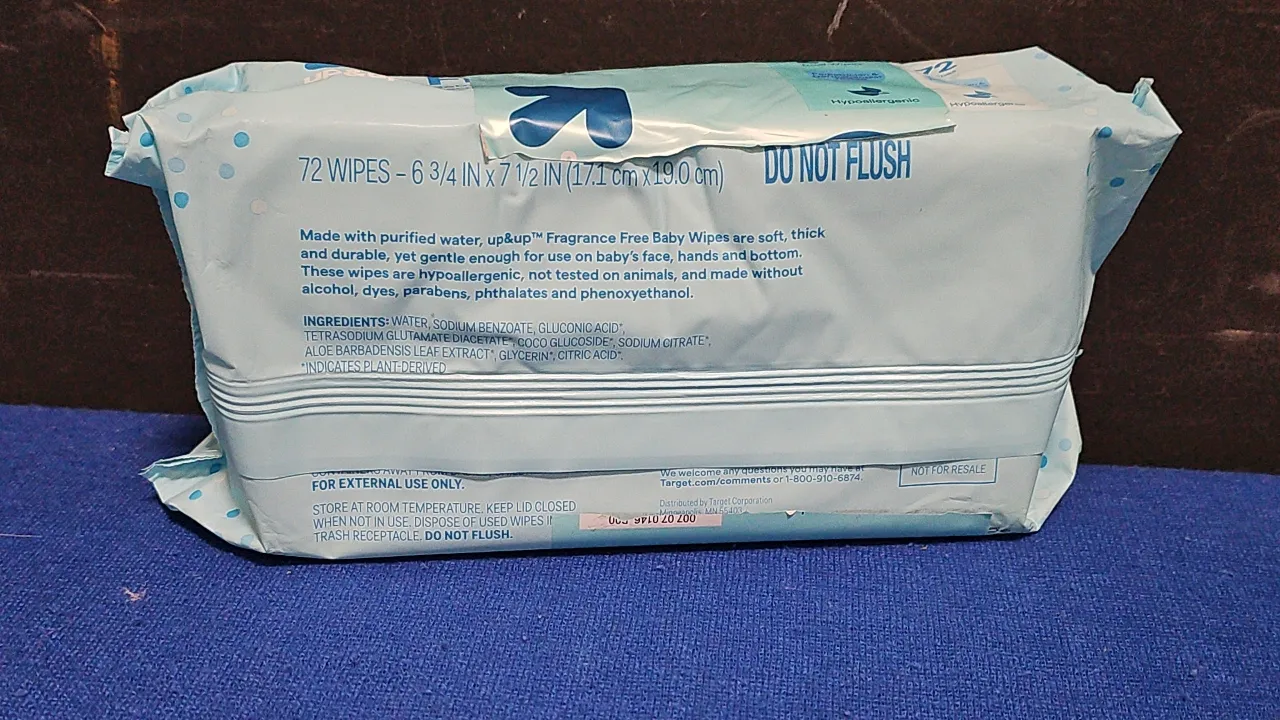 up&up
72
Hypoallergenic
Hypoallergenic
72 WIPES – 6 3/4 IN x 7 1/2 IN (17.1 cm x 19.0 cm)
DO NOT FLUSH
Made with purified water, up&up™ Fragrance Free Baby Wipes are soft, thick
and durable, yet gentle enough for use on baby's face, hands and bottom.
These wipes are hypoallergenic, not tested on animals, and made without
alcohol, dyes, parabens, phthalates and phenoxyethanol.
INGREDIENTS: WATER, SODIUM BENZOATE, GLUCONIC ACID*,
TETRASODIUM GLUTAMATE DIACETATE*, COCO GLUCOSIDE*, SODIUM CITRATE*,
ALOE BARBADENSIS LEAF EXTRACT*, GLYCERIN*, CITRIC ACID*.
*INDICATES PLANT-DERIVED
FOR EXTERNAL USE ONLY.
STORE AT ROOM TEMPERATURE. KEEP LID CLOSED
WHEN NOT IN USE. DISPOSE OF USED WIPES IN
TRASH RECEPTACLE. DO NOT FLUSH.
We welcome any questions you may have at
Target.com/comments or 1-800-910-6874.
Distributed by Target Corporation
Minneapolis, MN 55403
NOT FOR RESALE